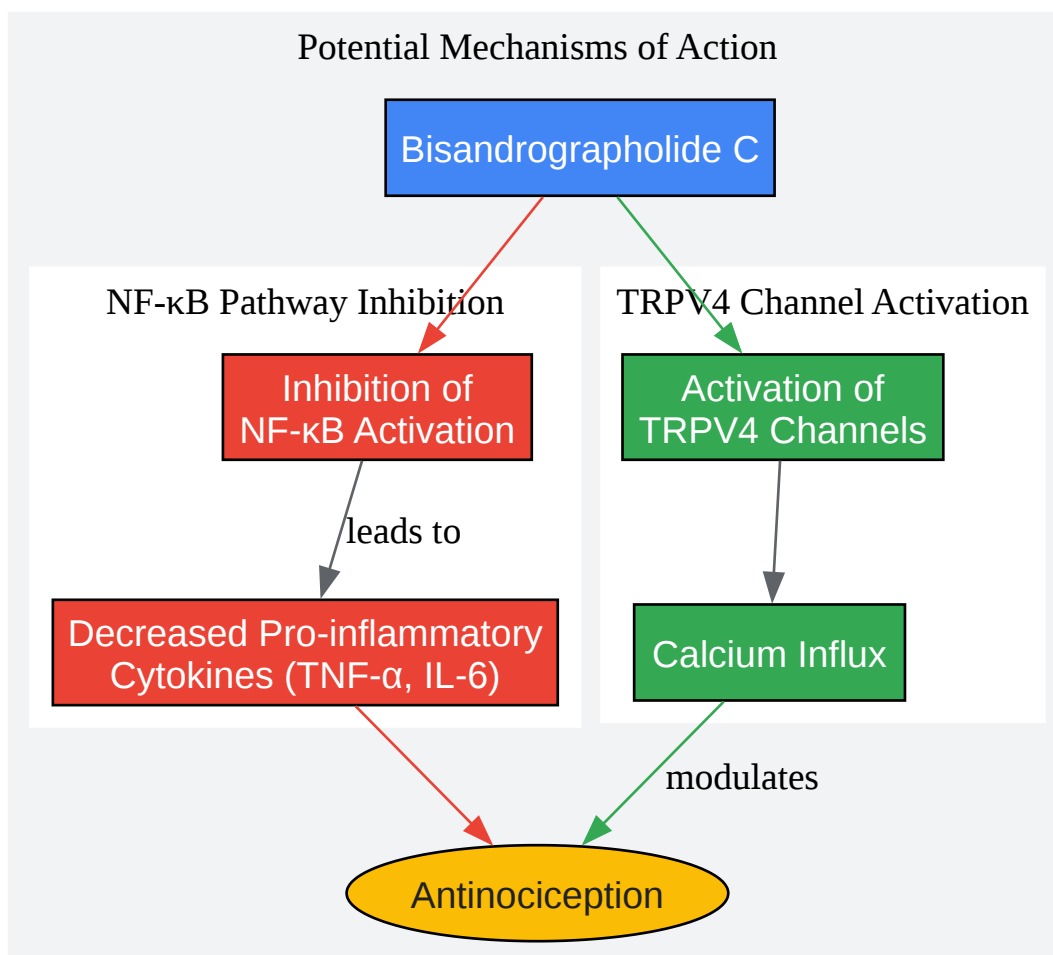 Potential Mechanisms of Action
Bisandrographolide C
NF-κB Pathway Inhibition
Inhibition of
NF-κB Activation
leads to
Decreased Pro-inflammatory
Cytokines (TNF-α, IL-6)
TRPV4 Channel Activation
Activation of
TRPV4 Channels
Calcium Influx
modulates
Antinociception